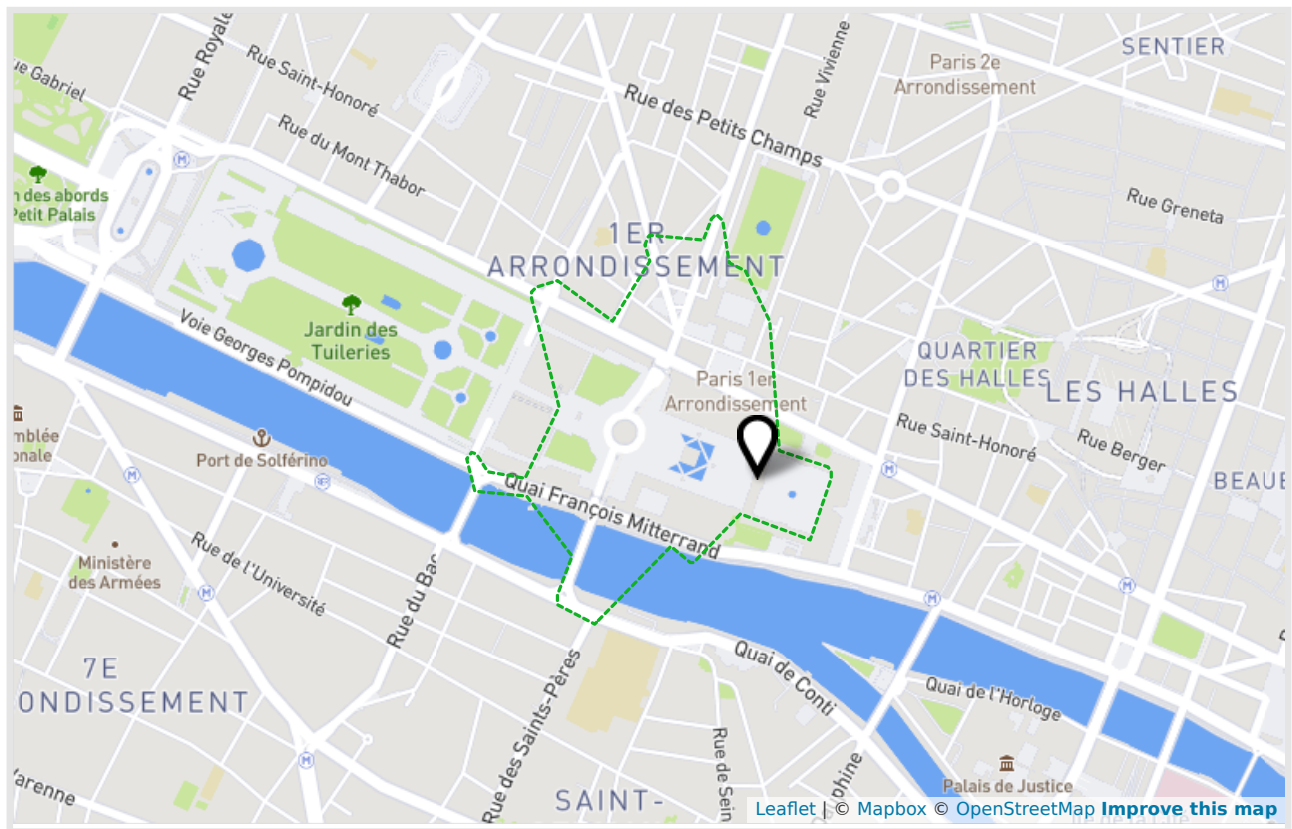 Rue Royale
SENTIER
Rue Saint-Honoré
Rue Vivienne
Paris 2e
Arrondissement
ue Gabriel
Rue des Petits Champs
Rue du Mont Thabor
n des abords
Petit Palais
Rue Greneta
1ER
ARRONDISSEMENT
Jardin des
Tuileries
Voie Georges Pompidou
QUARTIER
DES HALLES
LES HALLES
Paris 1er
Arrondissement
mblée
onale
Port de Solférino
Rue Saint-Honoré
Rue Berger
BEAUB
Quai François Mitterrand
Ministère
des Armées
Rue de l'Université
Rue du Bac
7E
ONDISSEMENT
Quai de Conti
Quai de l'Horloge
Rue des Saints-Pères
Rue de Sein
phine
Palais de Justice
Varenne
SAINT-
Leaflet | © Mapbox © OpenStreetMap Improve this map